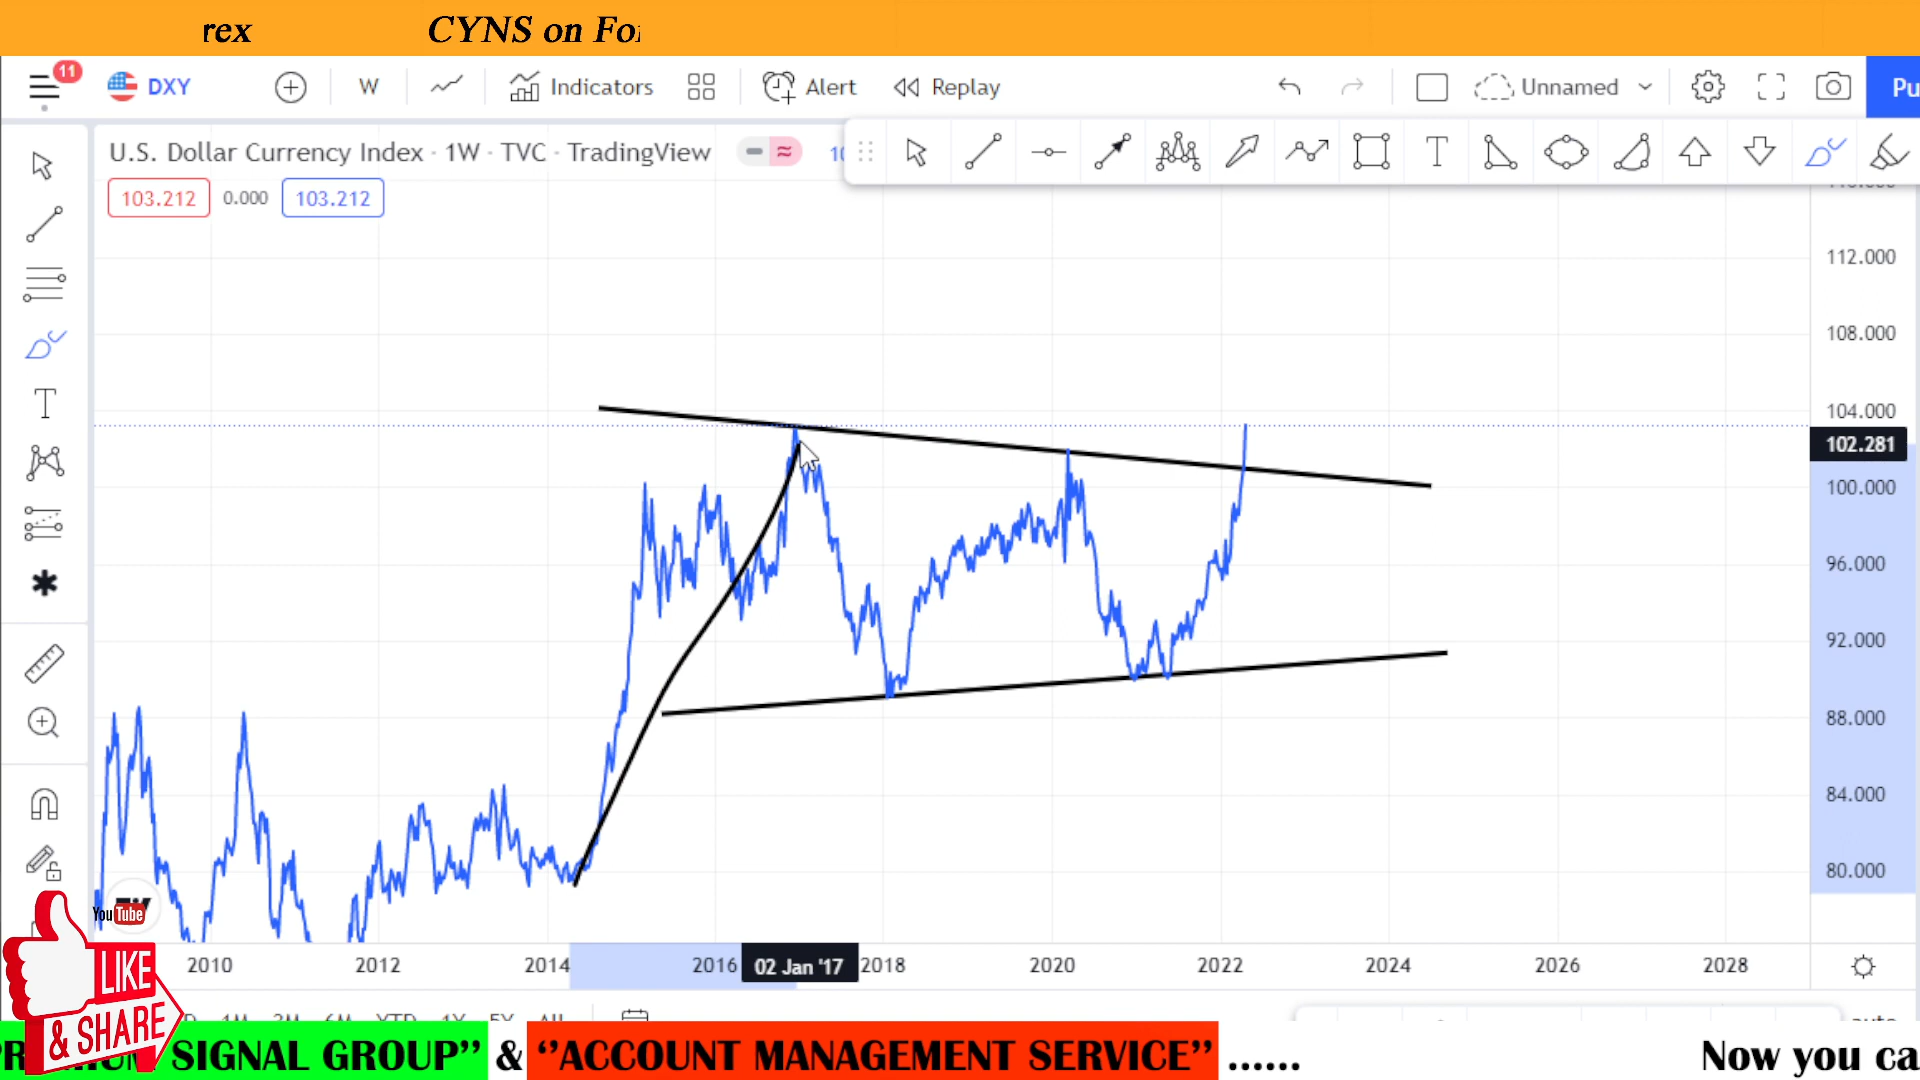 rex CYNS on For
11 DXY W Indicators Alert Replay Unnamed Pu
U.S. Dollar Currency Index · 1W · TVC · TradingView
103.212 0.000 103.212
112.000
108.000
104.000
102.281
100.000
96.000
92.000
88.000
84.000
80.000
YouTube
2010 2012 2014 2016 02 Jan '17 2018 2020 2022 2024 2026 2028
LIKE
& SHARE
SIGNAL GROUP’’ & ‘’ACCOUNT MANAGEMENT SERVICE’’ ...... Now you ca